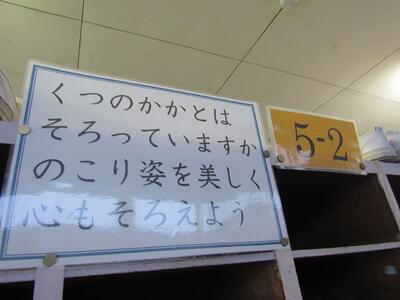 くつのかかとは
そろっていますか
のこり姿を美しく
心もそろえよう
5-2